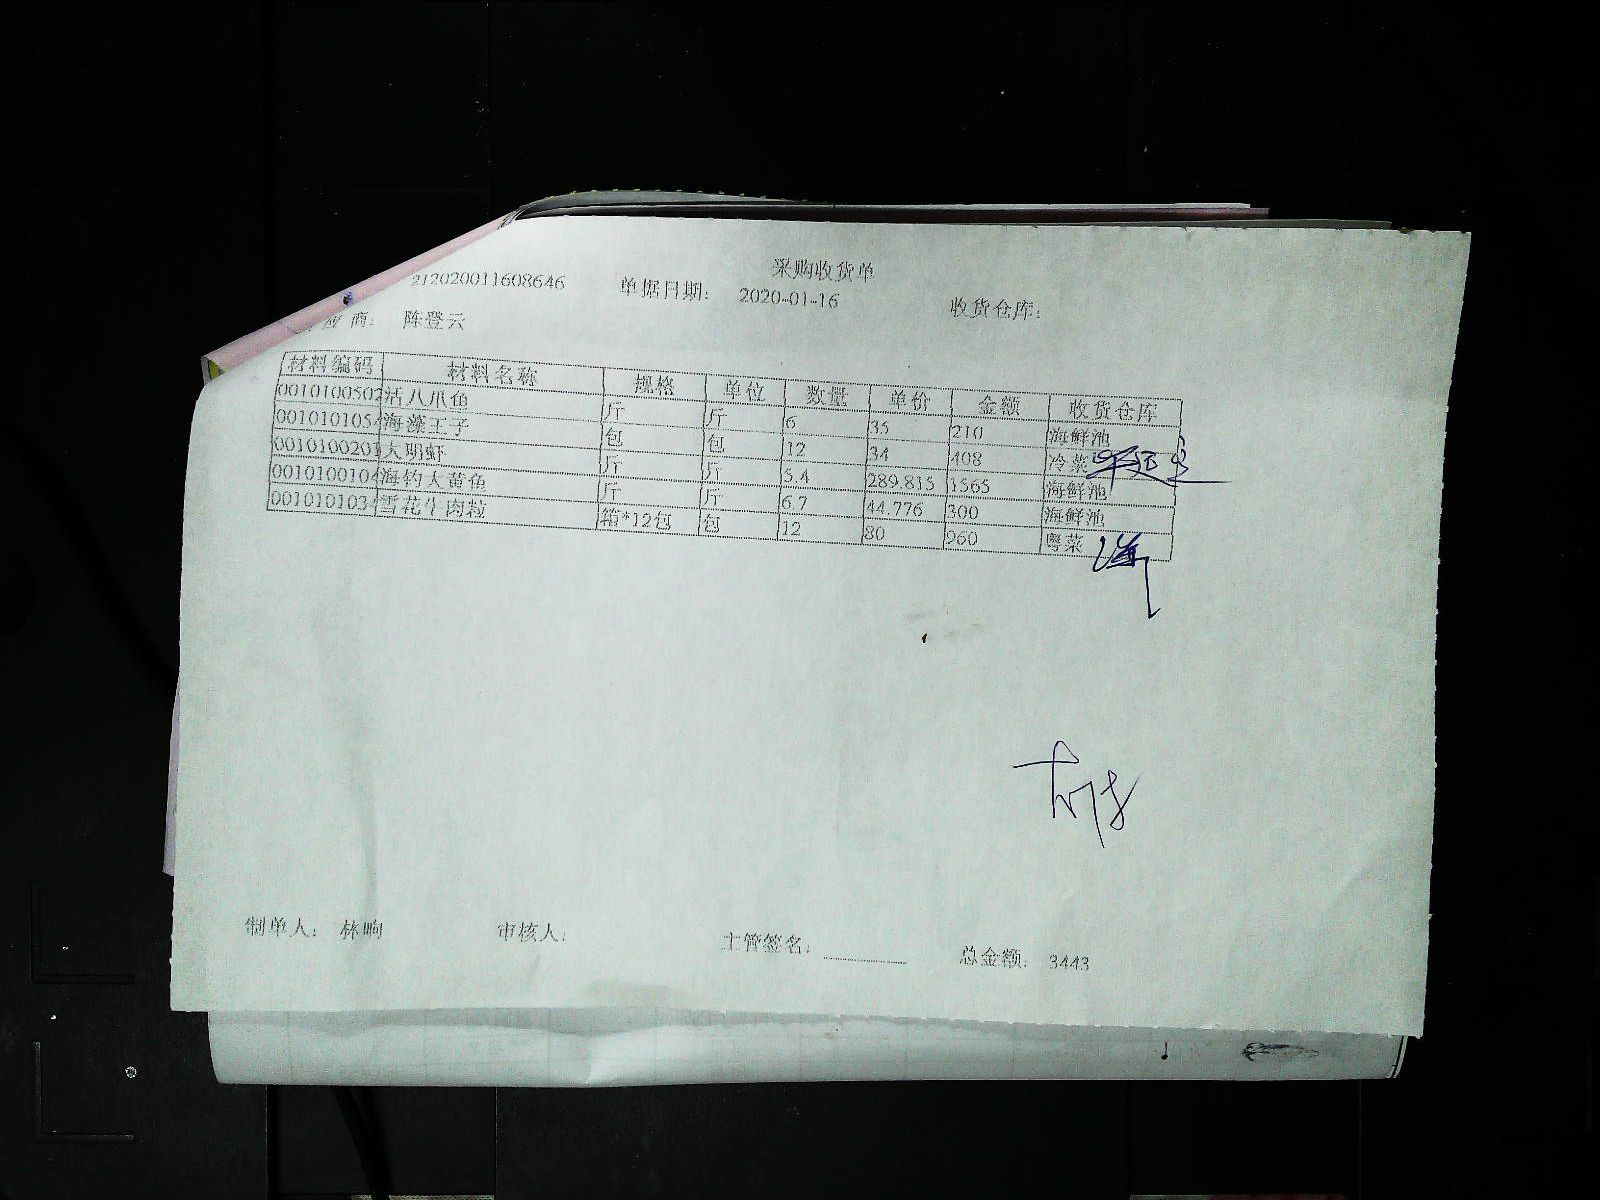 采购收货单
212020011608646 单据日期: 2020-01-16 收货仓库:
应商: 陈登云
材料编码 材料名称 规格 单位 数量 单价 金额 收货仓库
0010100502 活八爪鱼 斤 斤 6 35 210 海鲜池
001010105 海藻王子 包 包 12 34 408 冷菜
001010020 大明虾 斤 斤 5.4 289.815 1565 海鲜池
001010010 海钓大黄鱼 斤 斤 6.7 44.776 300 海鲜池
001010103 雪花牛肉粒 箱*12包 包 12 80 960 粤菜
制单人: 林晌 审核人: 主管签名: 总金额: 3443